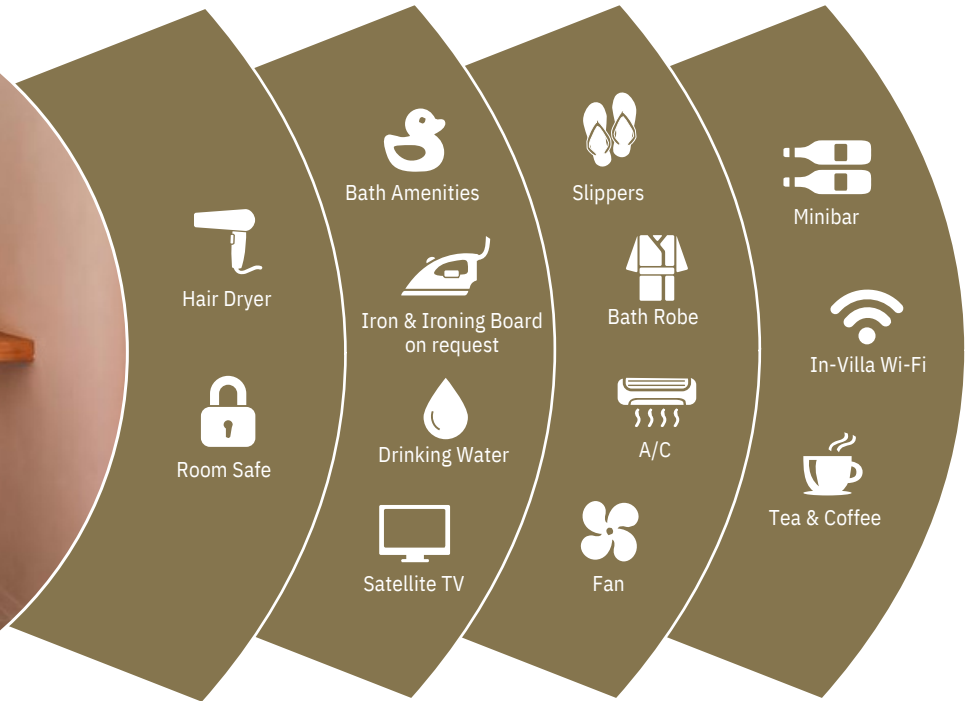 Hair Dryer
Room Safe
Bath Amenities
Iron & Ironing Board
on request
Drinking Water
Satellite TV
Slippers
Bath Robe
A/C
Fan
Minibar
In-Villa Wi-Fi
Tea & Coffee